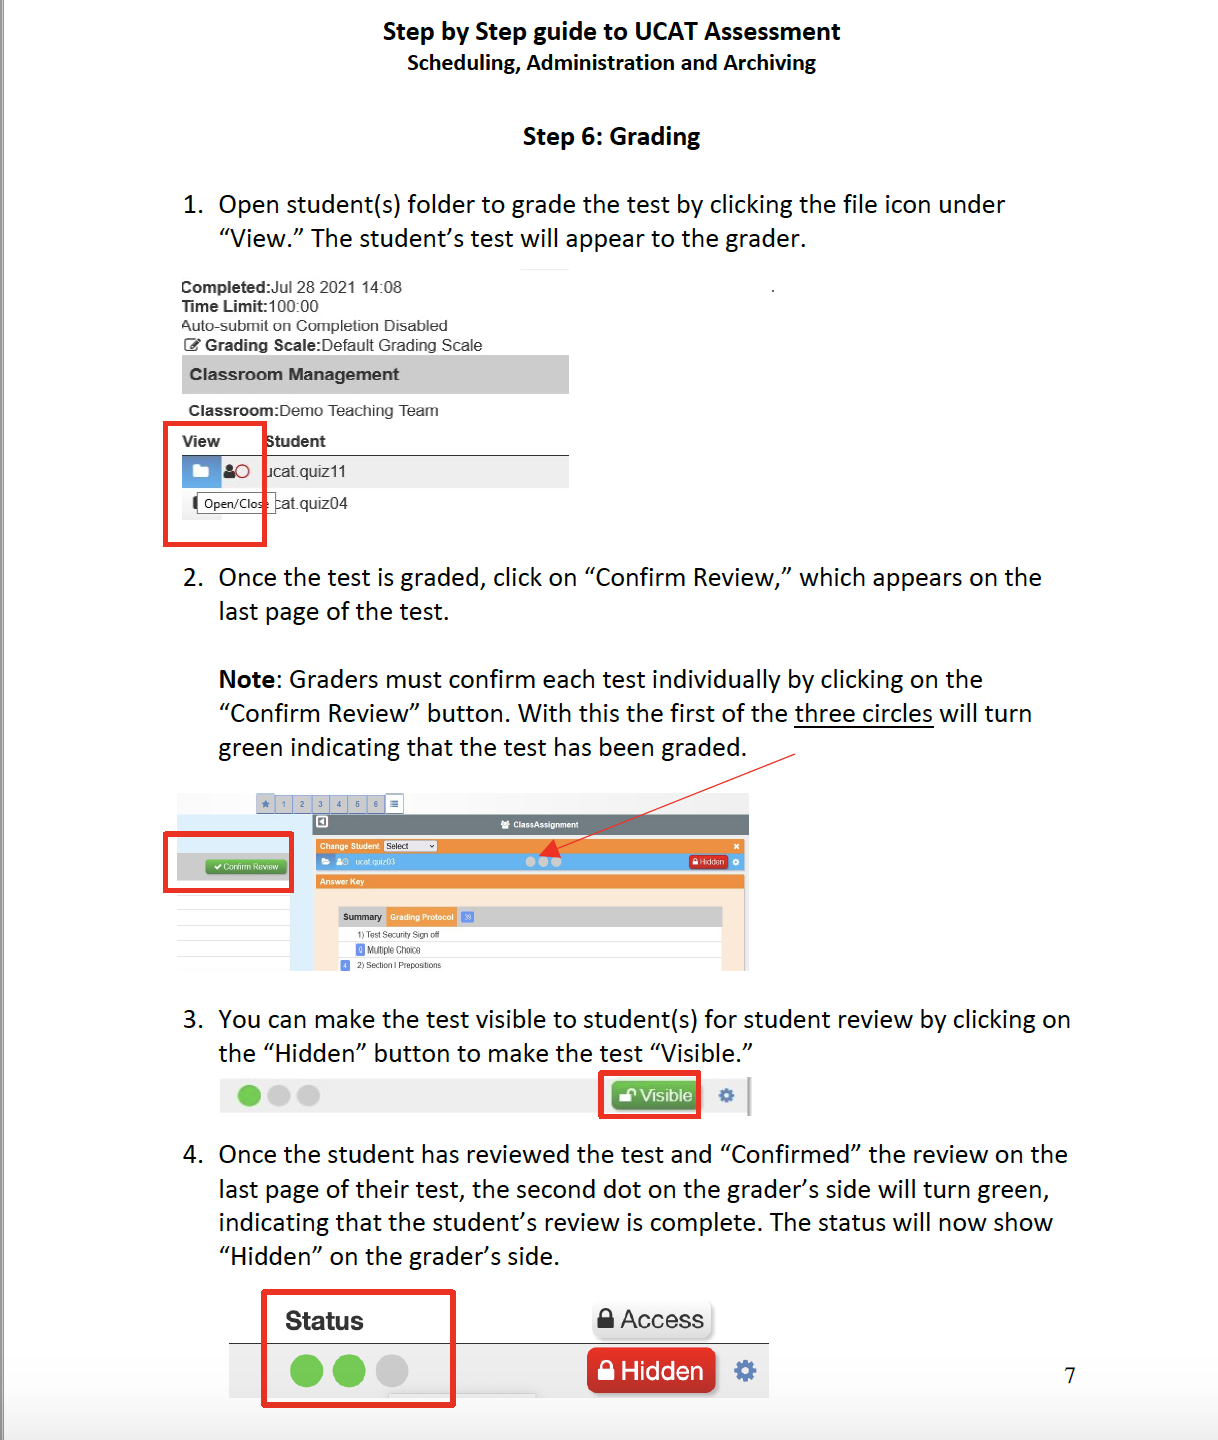 Step by Step guide to UCAT Assessment
Scheduling, Administration and Archiving
Step 6: Grading
1. Open student(s) folder to grade the test by clicking the file icon under
“View.” The student’s test will appear to the grader.
Completed:Jul 28 2021 14:08
Time Limit:100:00
Auto-submit on Completion Disabled
Grading Scale:Default Grading Scale
Classroom Management
Classroom:Demo Teaching Team
View Student
ucat.quiz11
Open/Close cat.quiz04
2. Once the test is graded, click on “Confirm Review,” which appears on the
last page of the test.
Note: Graders must confirm each test individually by clicking on the
“Confirm Review” button. With this the first of the three circles will turn
green indicating that the test has been graded.
1 2 3 4 5 6
ClassAssignment
Change Student Select
Confirm Review ucat.quiz03 Hidden
Answer Key
Summary Grading Protocol 39
1) Test Security Sign off
0 Multiple Choice
4 2) Section I Prepositions
3. You can make the test visible to student(s) for student review by clicking on
the “Hidden” button to make the test “Visible.”
Visible
4. Once the student has reviewed the test and “Confirmed” the review on the
last page of their test, the second dot on the grader’s side will turn green,
indicating that the student’s review is complete. The status will now show
“Hidden” on the grader’s side.
Status Access
Hidden
7